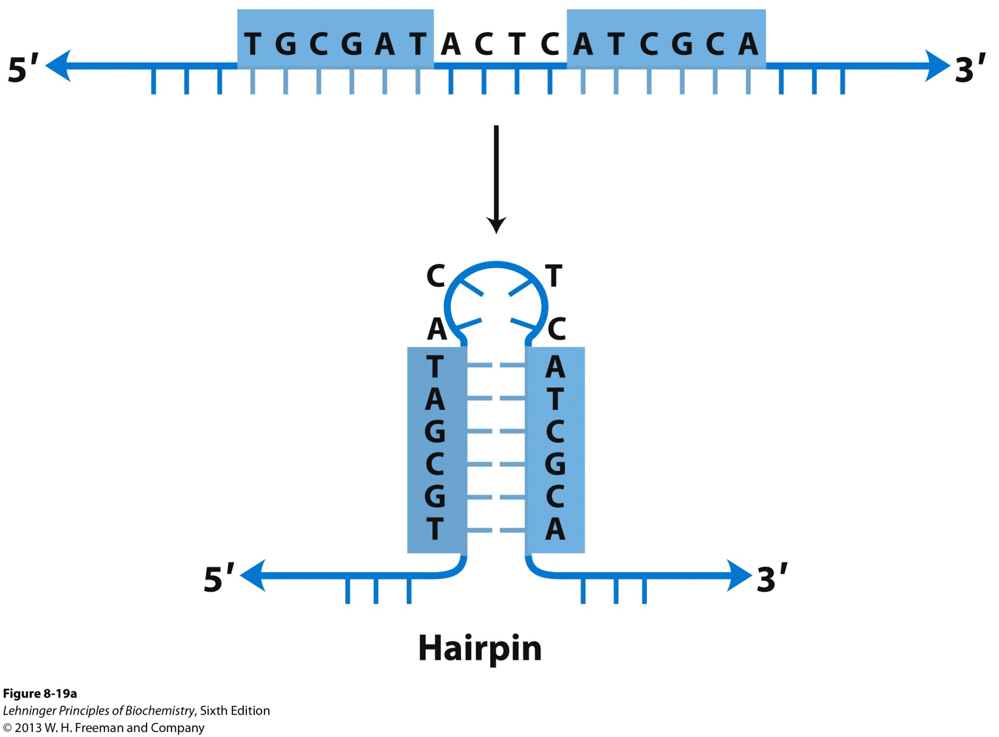 5′ T G C G A T A C T C A T C G C A 3′
C T
A C
T A
A T
G C
C G
G C
T A
5′ 3′
Hairpin
Figure 8-19a
Lehninger Principles of Biochemistry, Sixth Edition
© 2013 W. H. Freeman and Company